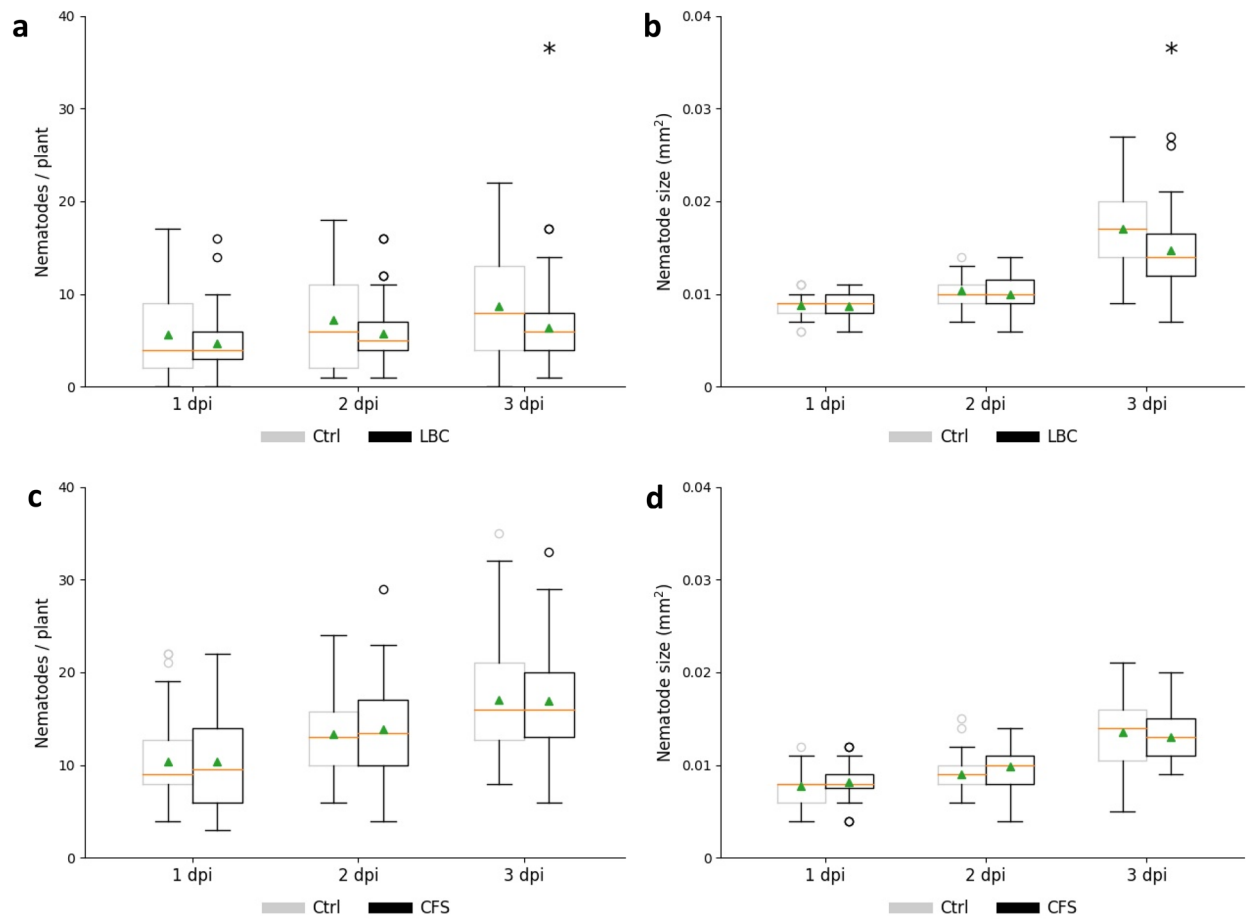 a
Nematodes / plant
40
30
20
10
0
*
1 dpi 2 dpi 3 dpi
Ctrl LBC
b
Nematode size (mm²)
0.04
0.03
0.02
0.01
0
*
1 dpi 2 dpi 3 dpi
Ctrl LBC
c
Nematodes / plant
40
30
20
10
0
1 dpi 2 dpi 3 dpi
Ctrl CFS
d
Nematode size (mm²)
0.04
0.03
0.02
0.01
0
1 dpi 2 dpi 3 dpi
Ctrl CFS